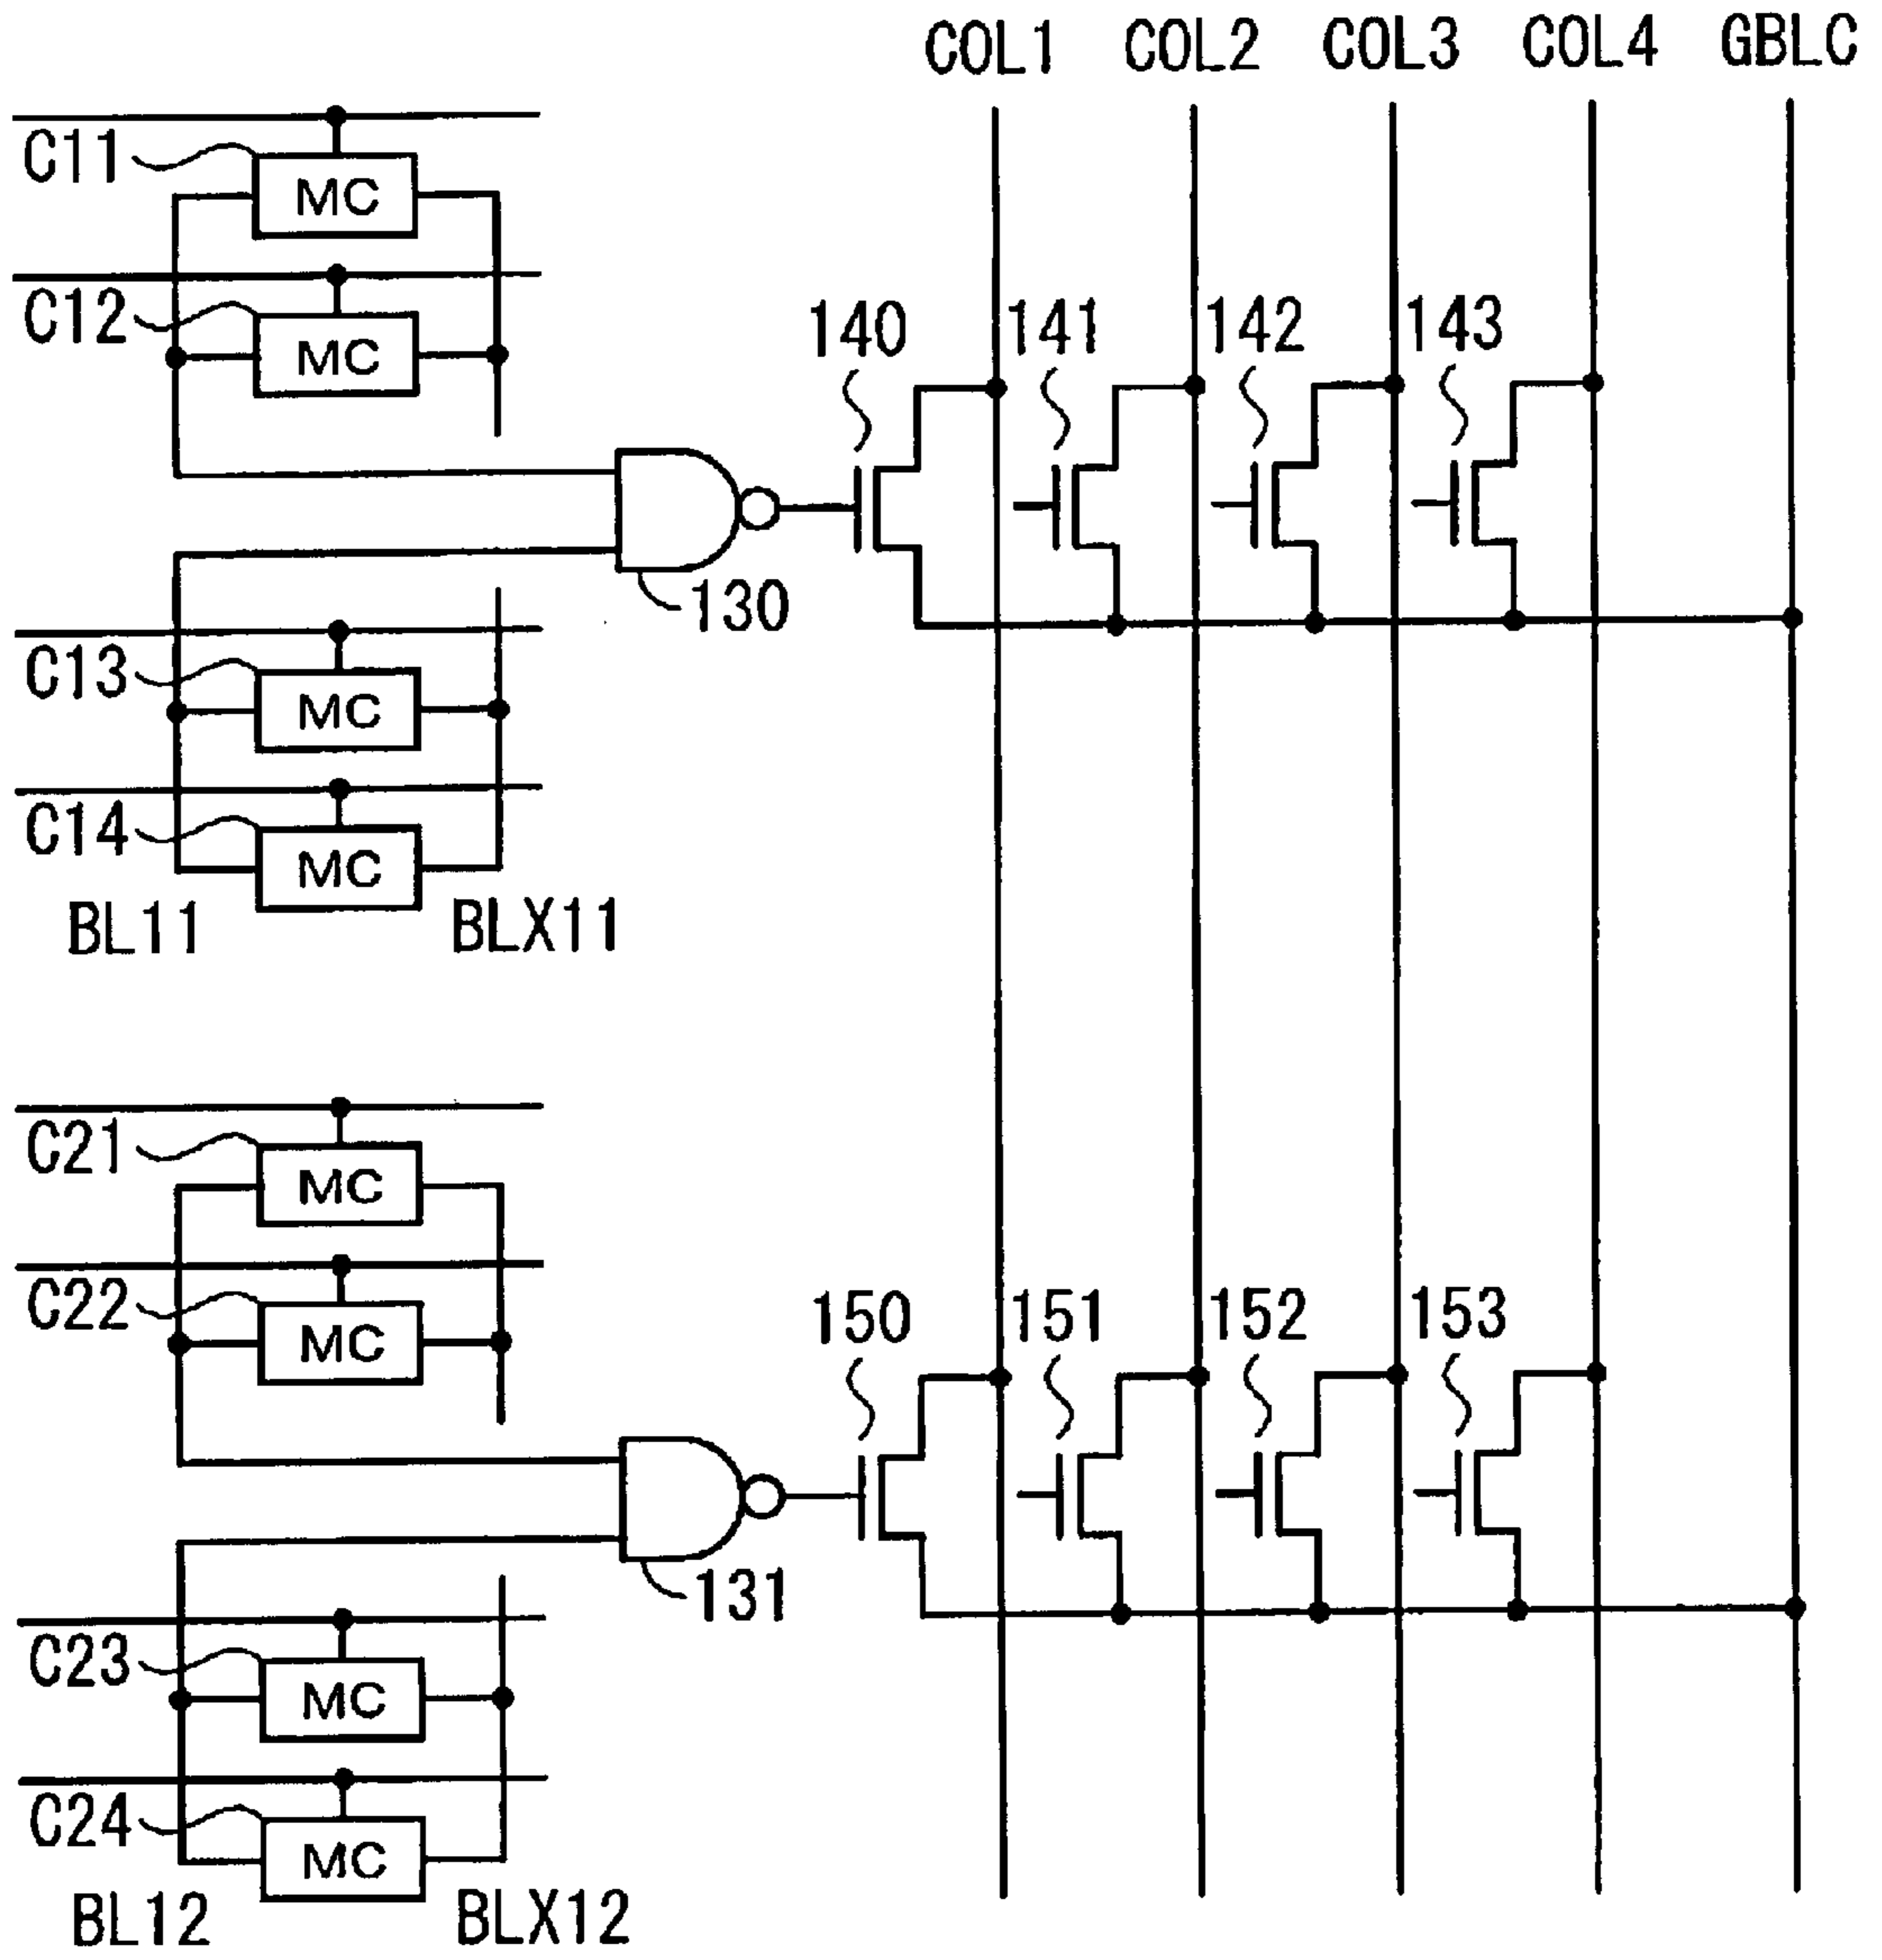 COL1 COL2 COL3 COL4 GBLC
C11
MC
C12
MC
140 141 142 143
130
C13
MC
C14
MC
BL11 BLX11
C21
MC
C22
MC
150 151 152 153
131
C23
MC
C24
MC
BL12 BLX12